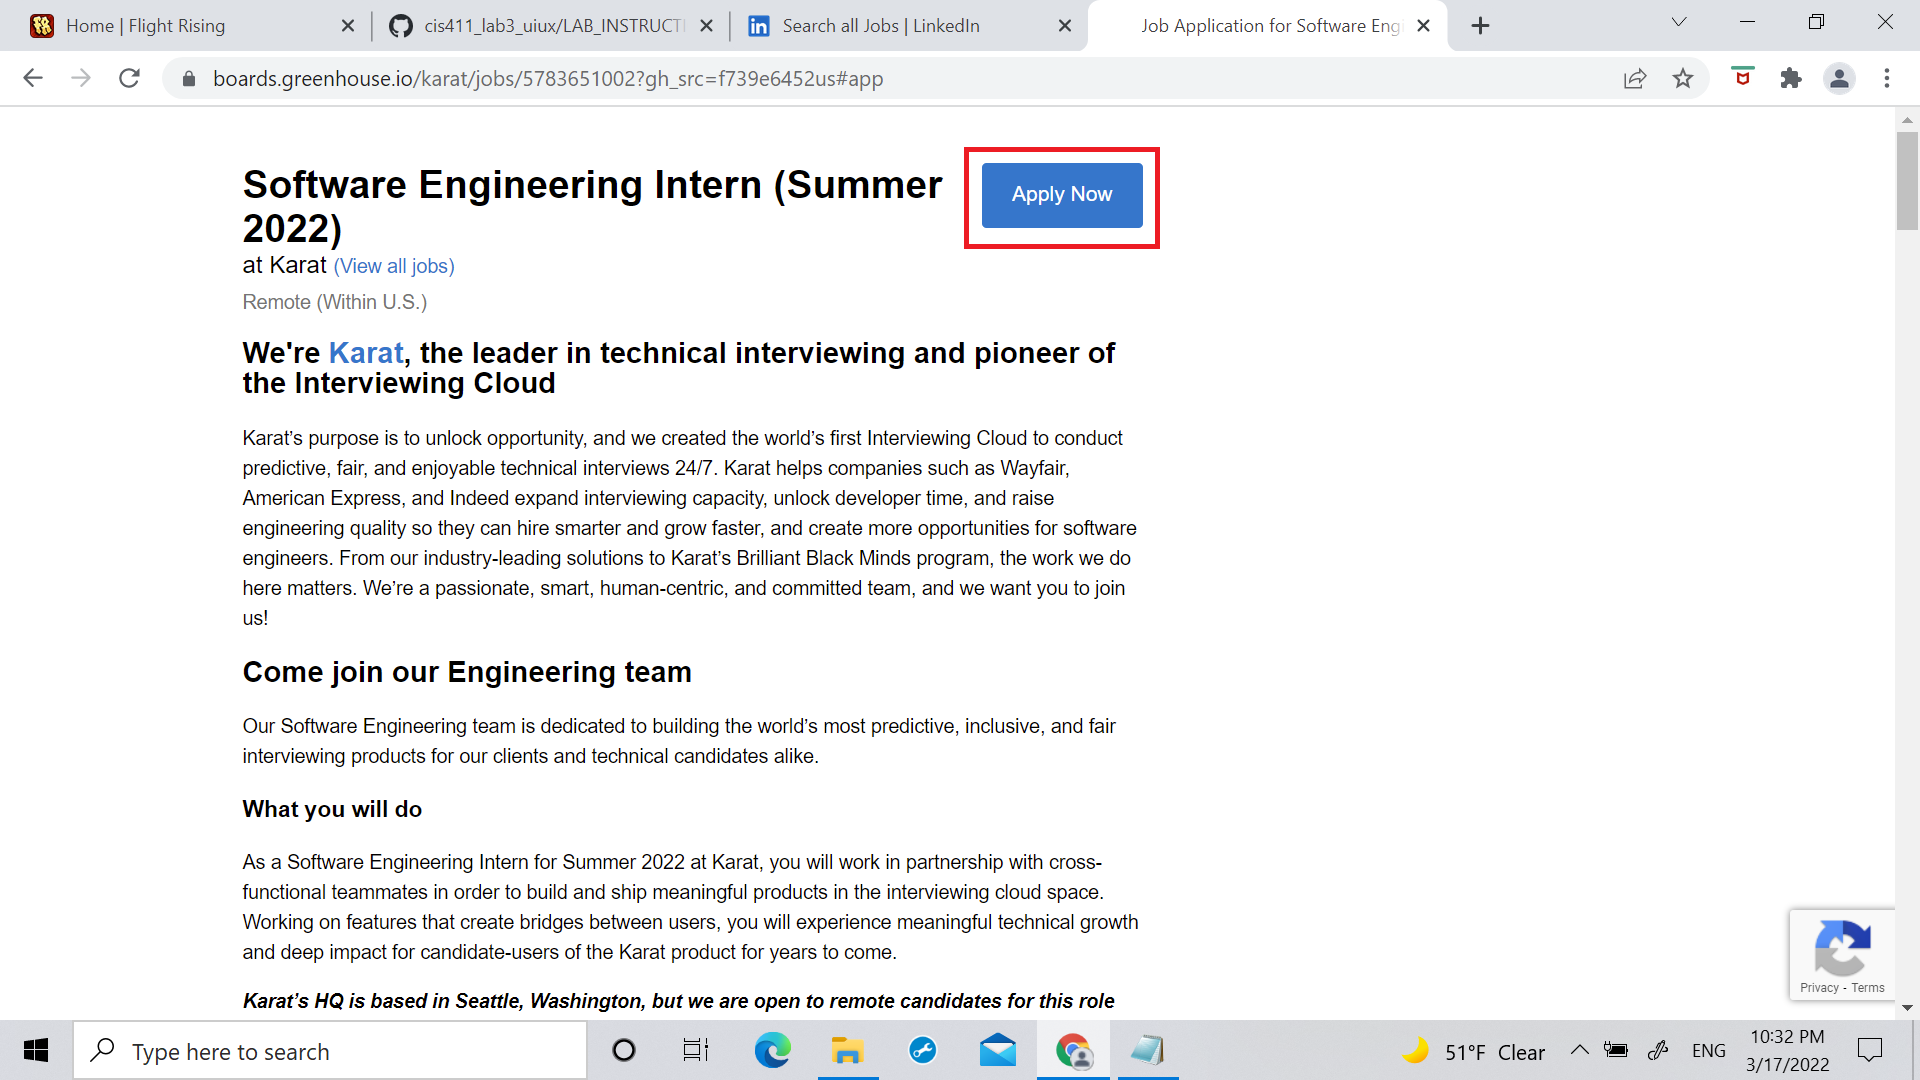 Home | Flight Rising
cis411_lab3_uiux/LAB_INSTRUCTI
Search all Jobs | LinkedIn
Job Application for Software Engi
boards.greenhouse.io/karat/jobs/5783651002?gh_src=f739e6452us#app
Software Engineering Intern (Summer
2022)
Apply Now
at Karat (View all jobs)
Remote (Within U.S.)
We're Karat, the leader in technical interviewing and pioneer of
the Interviewing Cloud
Karat’s purpose is to unlock opportunity, and we created the world’s first Interviewing Cloud to conduct
predictive, fair, and enjoyable technical interviews 24/7. Karat helps companies such as Wayfair,
American Express, and Indeed expand interviewing capacity, unlock developer time, and raise
engineering quality so they can hire smarter and grow faster, and create more opportunities for software
engineers. From our industry-leading solutions to Karat’s Brilliant Black Minds program, the work we do
here matters. We’re a passionate, smart, human-centric, and committed team, and we want you to join
us!
Come join our Engineering team
Our Software Engineering team is dedicated to building the world’s most predictive, inclusive, and fair
interviewing products for our clients and technical candidates alike.
What you will do
As a Software Engineering Intern for Summer 2022 at Karat, you will work in partnership with cross-
functional teammates in order to build and ship meaningful products in the interviewing cloud space.
Working on features that create bridges between users, you will experience meaningful technical growth
and deep impact for candidate-users of the Karat product for years to come.
Karat’s HQ is based in Seattle, Washington, but we are open to remote candidates for this role
Privacy - Terms
Type here to search
51°F Clear
ENG
10:32 PM
3/17/2022